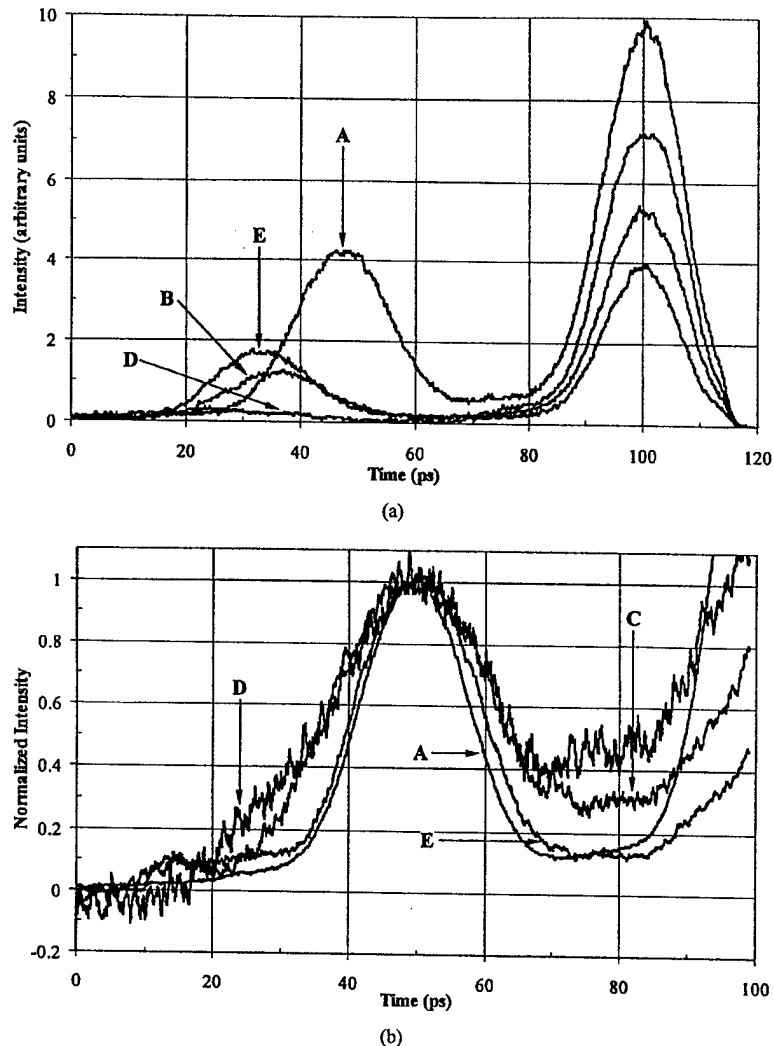 10
8
6
4
2
0
Intensity (arbitrary units)
A
E
B
D
0 20 40 60 80 100 120
Time (ps)
(a)
1
0.8
0.6
0.4
0.2
0
-0.2
Normalized Intensity
C
D
A
E
0 20 40 60 80 100
Time (ps)
(b)